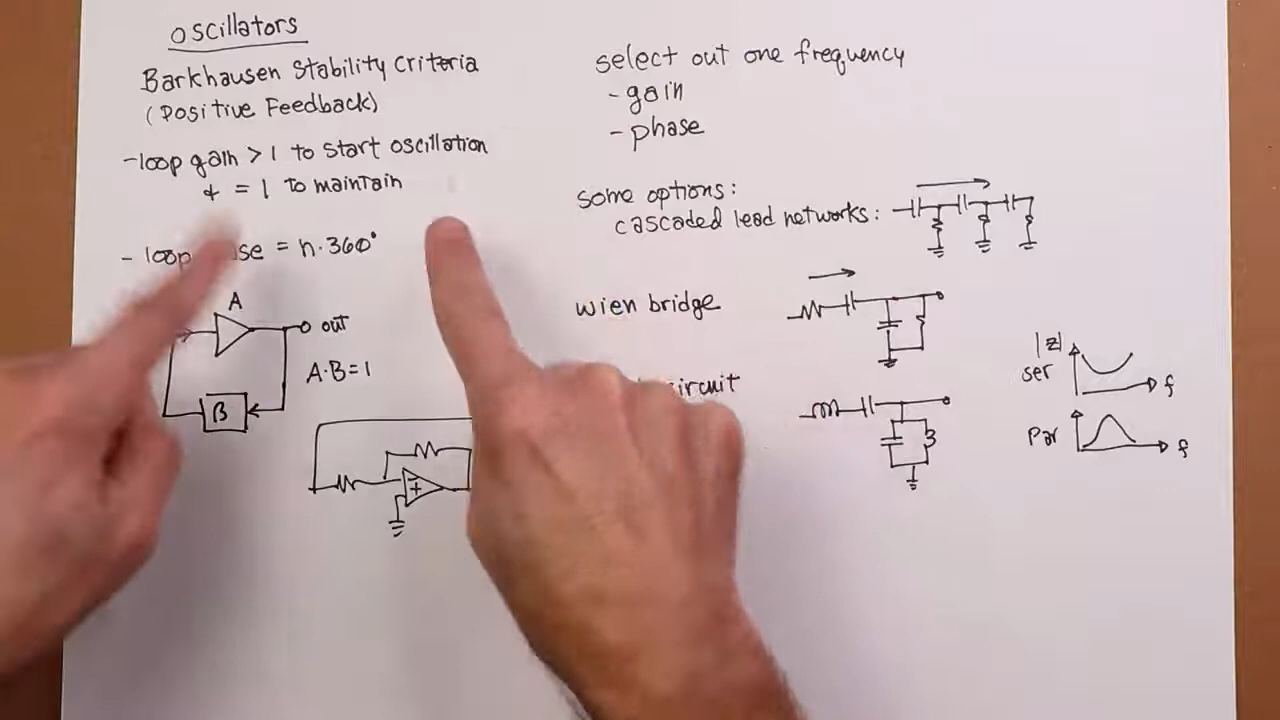 oscillators
Barkhausen Stability Criteria
(Positive Feedback)
-loop gain > 1 to start oscillation
& = 1 to maintain
- loop se = n·360°
A
out
A·B=1
B
select out one frequency
- gain
- phase
some options:
cascaded lead networks:
wien bridge
circuit
|z|
ser
f
Par
f